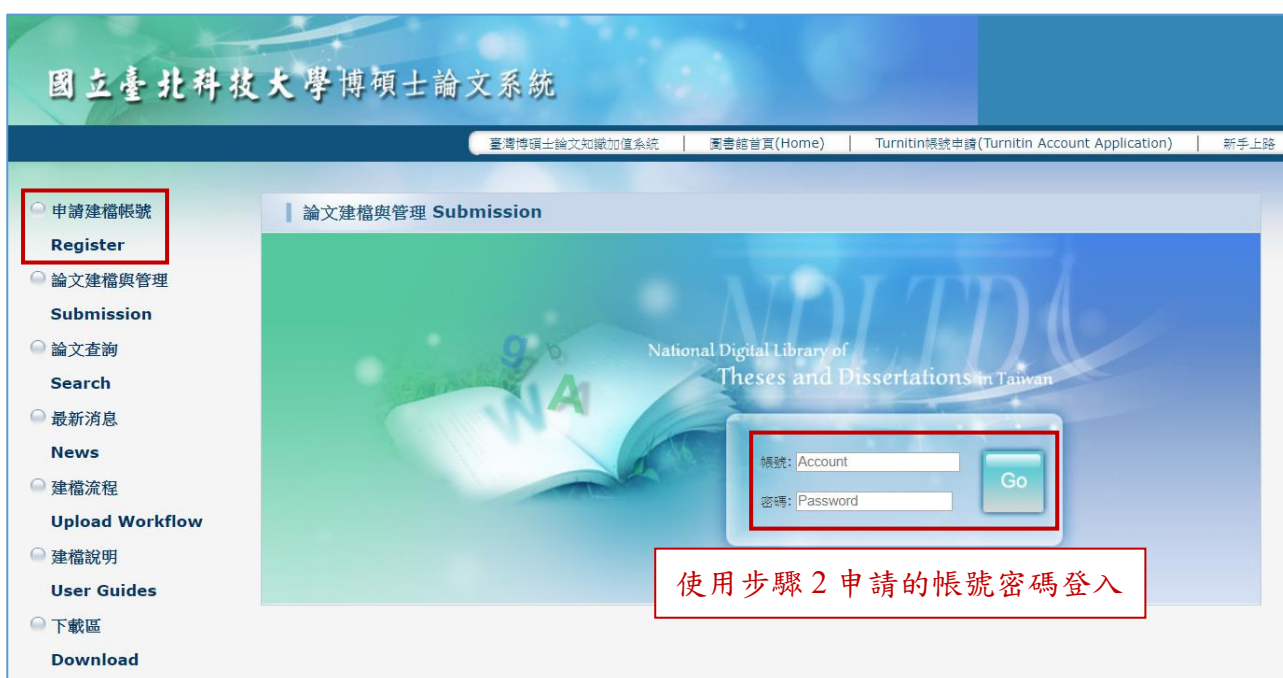 國立臺北科技大學博碩士論文系統
臺灣博碩士論文知識加值系統 | 圖書館首頁(Home) | Turnitin帳號申請(Turnitin Account Application) | 新手上路
申請建檔帳號
Register
論文建檔與管理
Submission
論文查詢
Search
最新消息
News
建檔流程
Upload Workflow
建檔說明
User Guides
下載區
Download
論文建檔與管理 Submission
NDLTD
g b
W A
National Digital Library of
Theses and Dissertations in Taiwan
帳號: Account
密碼: Password
Go
使用步驟2申請的帳號密碼登入